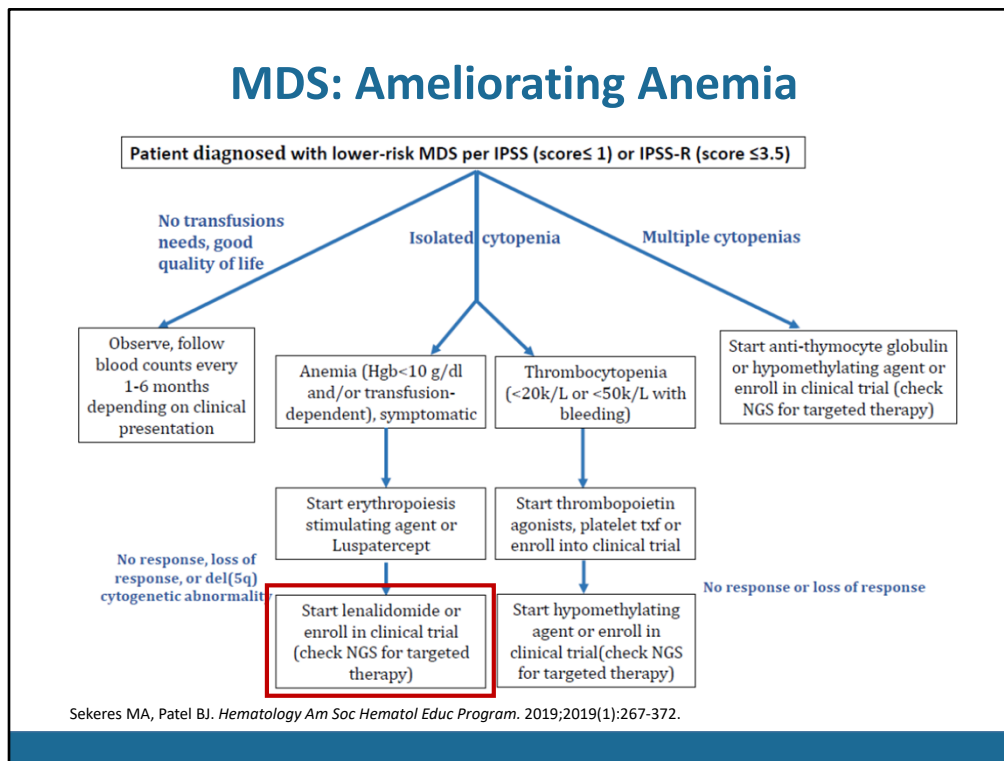 MDS: Ameliorating Anemia
Patient diagnosed with lower-risk MDS per IPSS (score≤ 1) or IPSS-R (score ≤3.5)
No transfusions
needs, good
quality of life
Isolated cytopenia
Multiple cytopenias
Observe, follow
blood counts every
1-6 months
depending on clinical
presentation
Anemia (Hgb<10 g/dl
and/or transfusion-
dependent), symptomatic
Thrombocytopenia
(<20k/L or <50k/L with
bleeding)
Start anti-thymocyte globulin
or hypomethylating agent or
enroll in clinical trial (check
NGS for targeted therapy)
Start erythropoiesis
stimulating agent or
Luspatercept
Start thrombopoietin
agonists, platelet txf or
enroll into clinical trial
No response, loss of
response, or del(5q)
cytogenetic abnormality
No response or loss of response
Start lenalidomide or
enroll in clinical trial
(check NGS for targeted
therapy)
Start hypomethylating
agent or enroll in
clinical trial(check NGS
for targeted therapy)
Sekeres MA, Patel BJ. Hematology Am Soc Hematol Educ Program. 2019;2019(1):267-372.